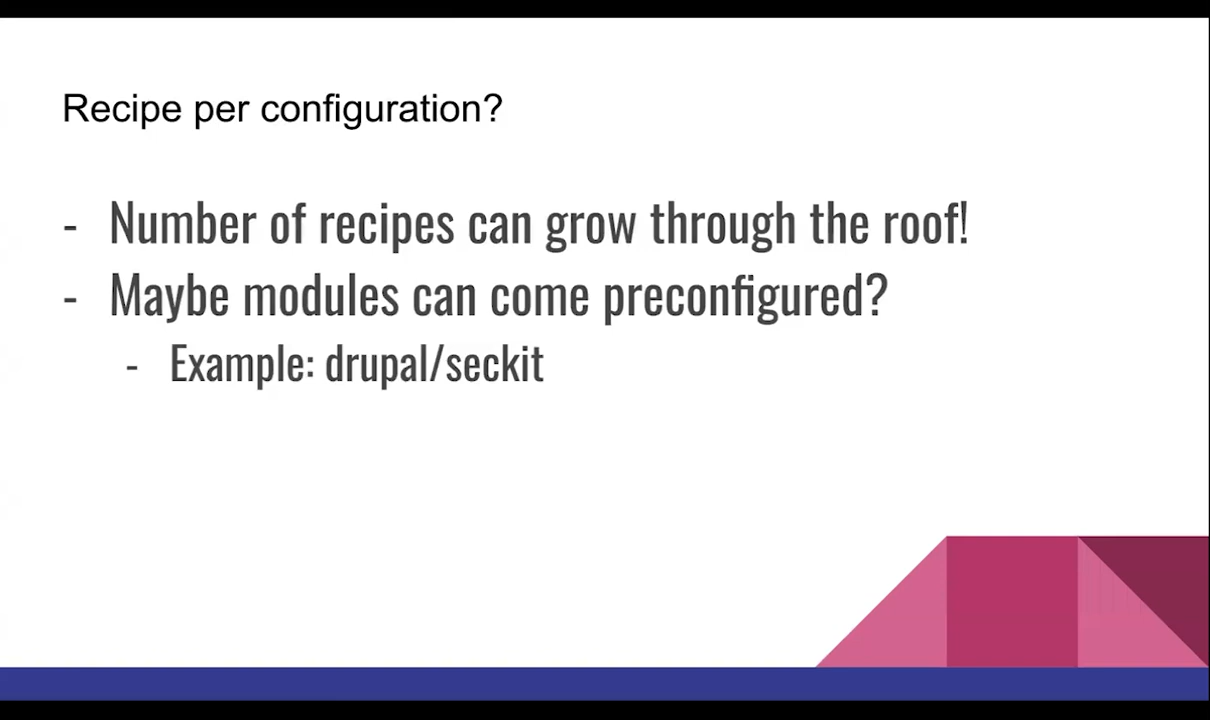 Recipe per configuration?
- Number of recipes can grow through the roof!
- Maybe modules can come preconfigured?
- Example: drupal/seckit